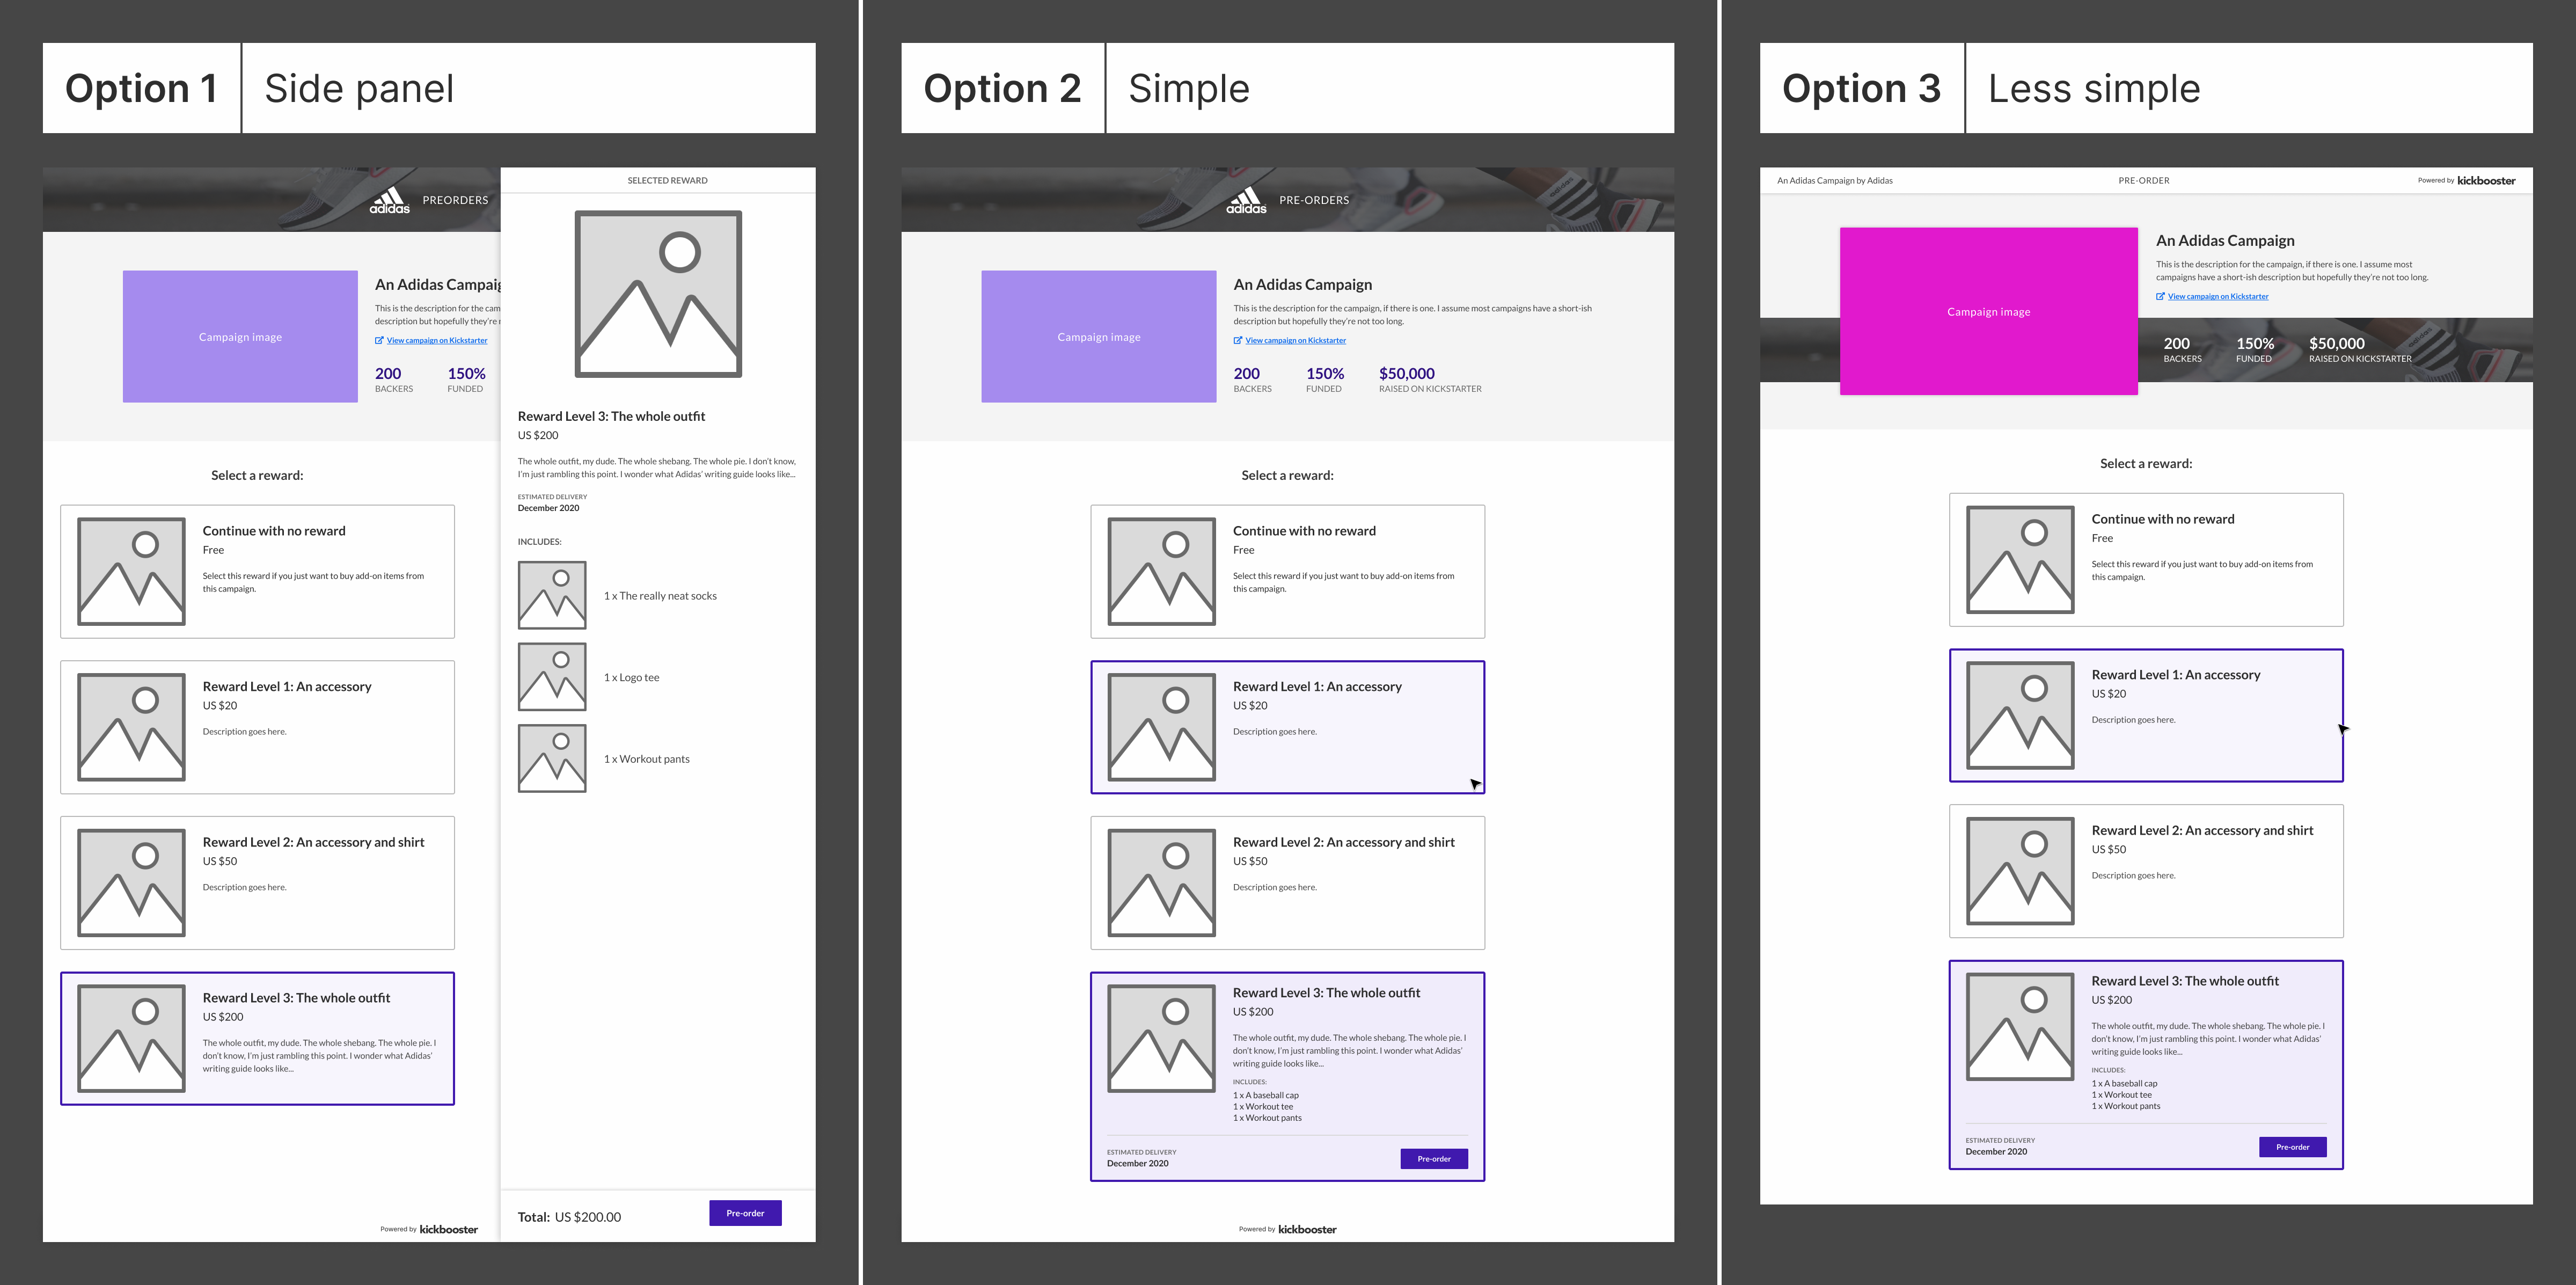 Option 1
Side panel
adidas
PREORDERS
Campaign image
An Adidas Campaig
This is the description for the cam
description but hopefully they're
View campaign on Kickstarter
200
BACKERS
150%
FUNDED
Select a reward:
Continue with no reward
Free
Select this reward if you just want to buy add-on items from
this campaign.
Reward Level 1: An accessory
US $20
Description goes here.
Reward Level 2: An accessory and shirt
US $50
Description goes here.
Reward Level 3: The whole outfit
US $200
The whole outfit, my dude. The whole shebang. The whole pie. I
don't know, I'm just rambling this point. I wonder what Adidas'
writing guide looks like...
Powered by kickbooster
SELECTED REWARD
Reward Level 3: The whole outfit
US $200
The whole outfit, my dude. The whole shebang. The whole pie. I don't know,
I'm just rambling this point. I wonder what Adidas' writing guide looks like...
ESTIMATED DELIVERY
December 2020
INCLUDES:
1 x The really neat socks
1 x Logo tee
1 x Workout pants
Total: US $200.00
Pre-order
Option 2
Simple
adidas
PRE-ORDERS
Campaign image
An Adidas Campaign
This is the description for the campaign, if there is one. I assume most campaigns have a short-ish
description but hopefully they're not too long.
View campaign on Kickstarter
200
BACKERS
150%
FUNDED
$50,000
RAISED ON KICKSTARTER
Select a reward:
Continue with no reward
Free
Select this reward if you just want to buy add-on items from
this campaign.
Reward Level 1: An accessory
US $20
Description goes here.
Reward Level 2: An accessory and shirt
US $50
Description goes here.
Reward Level 3: The whole outfit
US $200
The whole outfit, my dude. The whole shebang. The whole pie. I
don't know, I'm just rambling this point. I wonder what Adidas'
writing guide looks like...
INCLUDES:
1 x A baseball cap
1 x Workout tee
1 x Workout pants
ESTIMATED DELIVERY
December 2020
Pre-order
Powered by kickbooster
Option 3
Less simple
An Adidas Campaign by Adidas
PRE-ORDER
Powered by kickbooster
Campaign image
An Adidas Campaign
This is the description for the campaign, if there is one. I assume most
campaigns have a short-ish description but hopefully they're not too long.
View campaign on Kickstarter
200
BACKERS
150%
FUNDED
$50,000
RAISED ON KICKSTARTER
Select a reward:
Continue with no reward
Free
Select this reward if you just want to buy add-on items from
this campaign.
Reward Level 1: An accessory
US $20
Description goes here.
Reward Level 2: An accessory and shirt
US $50
Description goes here.
Reward Level 3: The whole outfit
US $200
The whole outfit, my dude. The whole shebang. The whole pie. I
don't know, I'm just rambling this point. I wonder what Adidas'
writing guide looks like...
INCLUDES:
1 x A baseball cap
1 x Workout tee
1 x Workout pants
ESTIMATED DELIVERY
December 2020
Pre-order